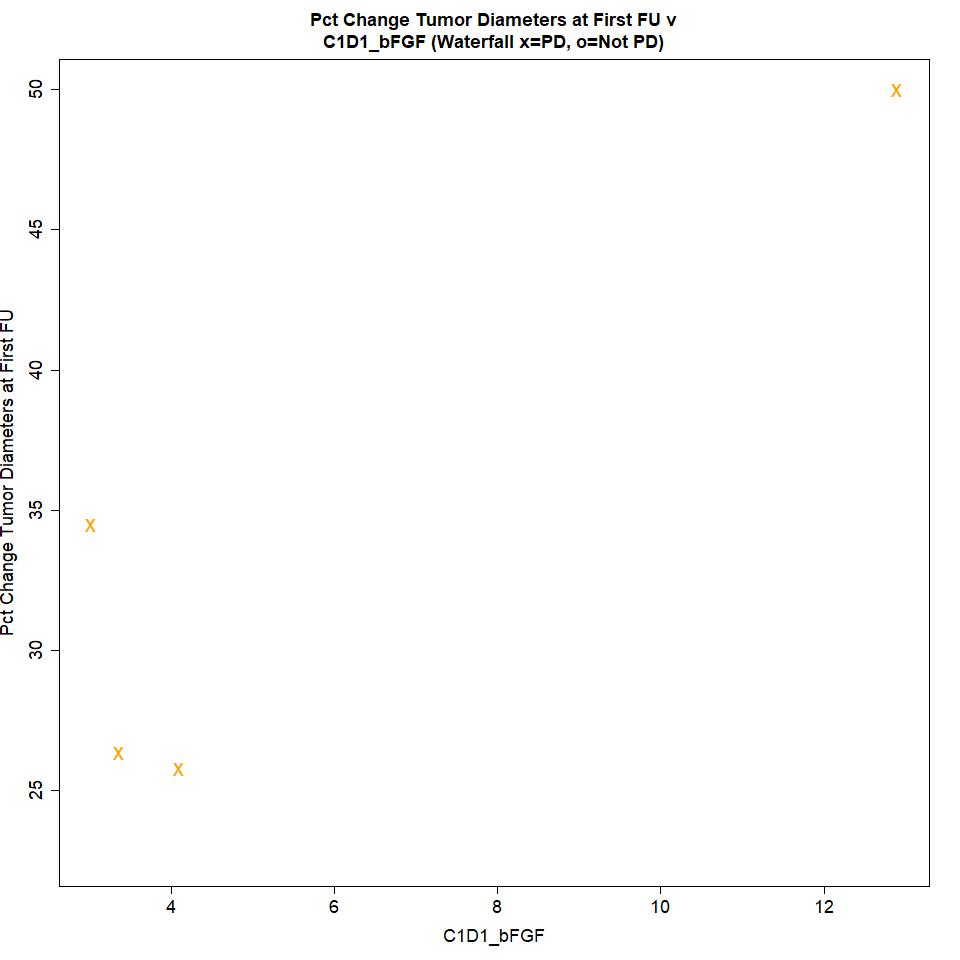 Pct Change Tumor Diameters at First FU v
C1D1_bFGF (Waterfall x=PD, o=Not PD)
Pct Change Tumor Diameters at First FU
50
45
40
35
30
25
X
X
X
X
4
6
8
10
12
C1D1_bFGF